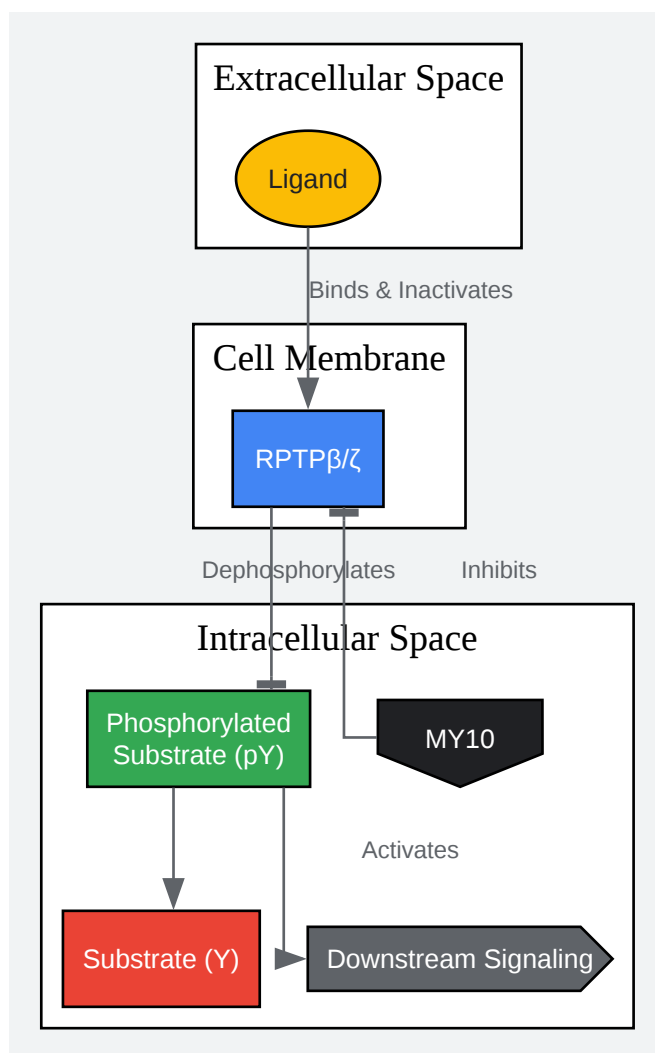 Extracellular Space
Ligand
Binds & Inactivates
Cell Membrane
RPTPβ/ζ
Dephosphorylates
Inhibits
Intracellular Space
Phosphorylated
Substrate (pY)
MY10
Activates
Substrate (Y)
Downstream Signaling